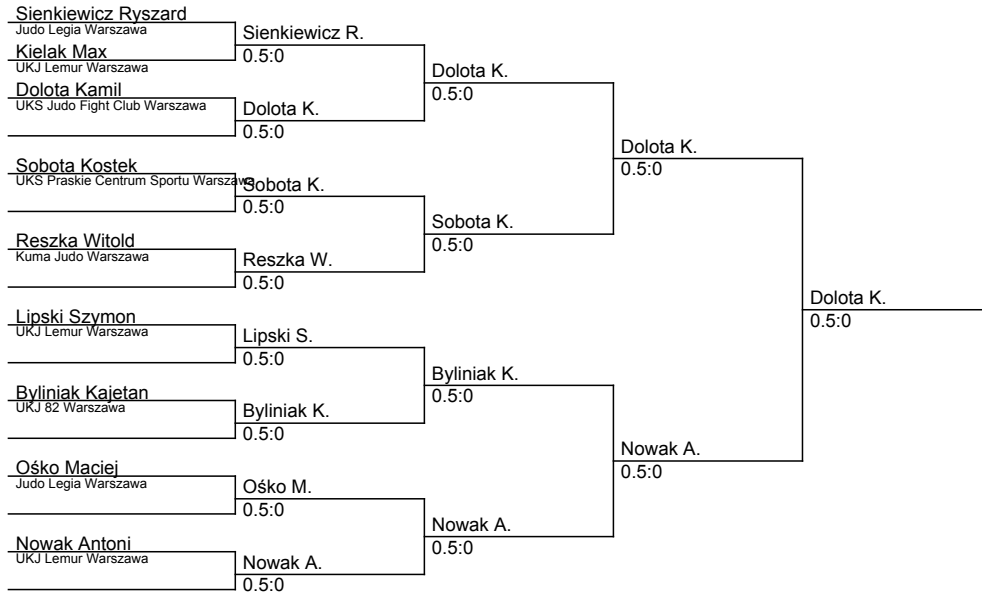 Sienkiewicz Ryszard
Judo Legia Warszawa
Kielak Max
UKJ Lemur Warszawa
Dolota Kamil
UKS Judo Fight Club Warszawa
Sobota Kostek
UKS Praskie Centrum Sportu Warszawa
Reszka Witold
Kuma Judo Warszawa
Lipski Szymon
UKJ Lemur Warszawa
Byliniak Kajetan
UKJ 82 Warszawa
Ośko Maciej
Judo Legia Warszawa
Nowak Antoni
UKJ Lemur Warszawa
Sienkiewicz R.
0.5:0
Dolota K.
0.5:0
Sobota K.
0.5:0
Reszka W.
0.5:0
Lipski S.
0.5:0
Byliniak K.
0.5:0
Ośko M.
0.5:0
Nowak A.
0.5:0
Dolota K.
0.5:0
Sobota K.
0.5:0
Byliniak K.
0.5:0
Nowak A.
0.5:0
Dolota K.
0.5:0
Nowak A.
0.5:0
Dolota K.
0.5:0